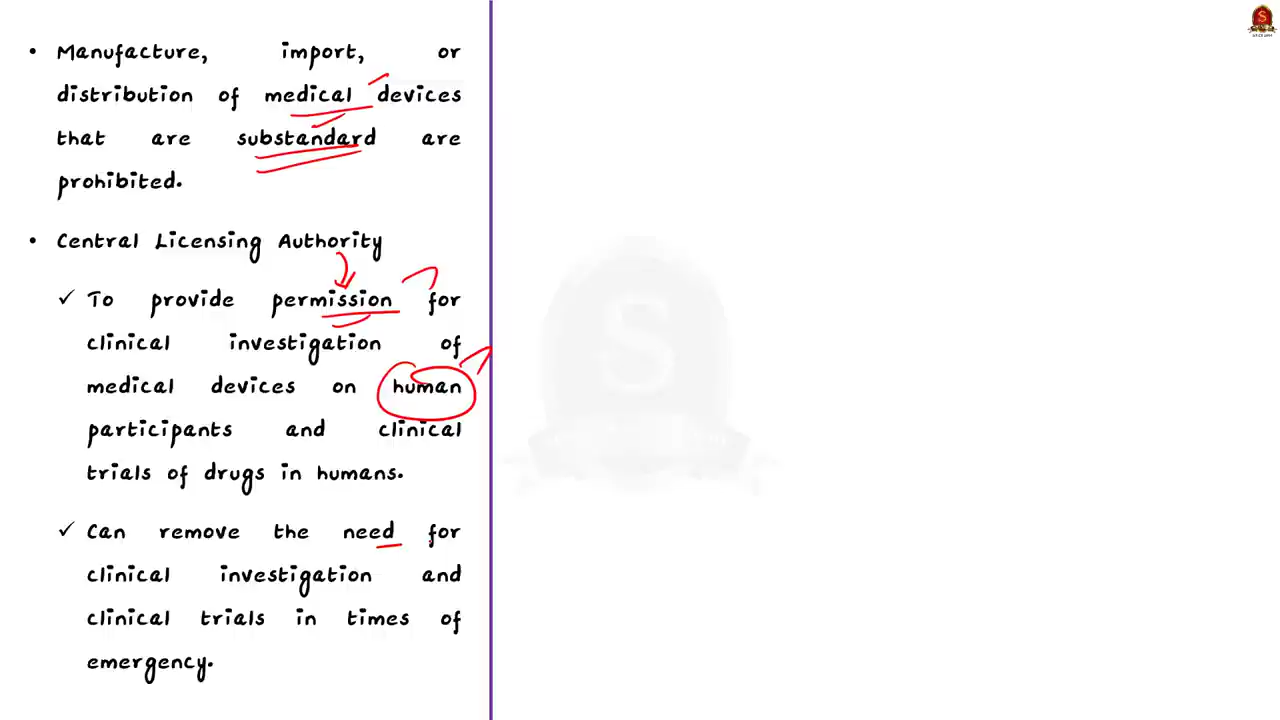 • Manufacture, import, or
distribution of medical devices
that are substandard are
prohibited.
• Central Licensing Authority
✓ To provide permission for
clinical investigation of
medical devices on human
participants and clinical
trials of drugs in humans.
✓ Can remove the need for
clinical investigation and
clinical trials in times of
emergency.
S